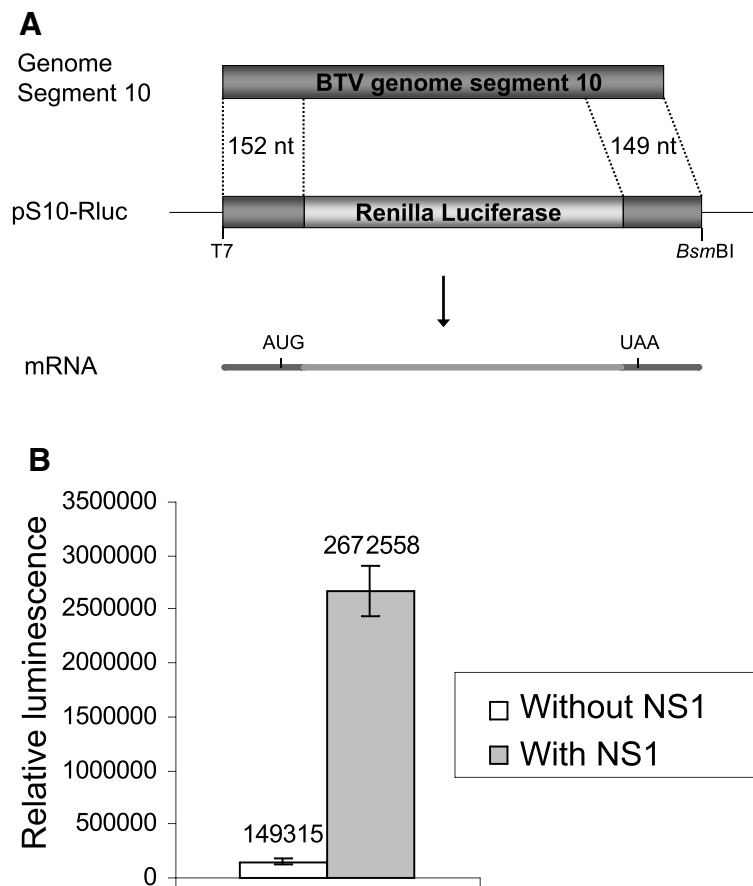 A
Genome
Segment 10
BTV genome segment 10
152 nt
149 nt
pS10-Rluc
Renilla Luciferase
T7
BsmBI
AUG
UAA
mRNA
B
Relative luminescence
3500000
3000000
2500000
2000000
1500000
1000000
500000
0
2672558
149315
Without NS1
With NS1